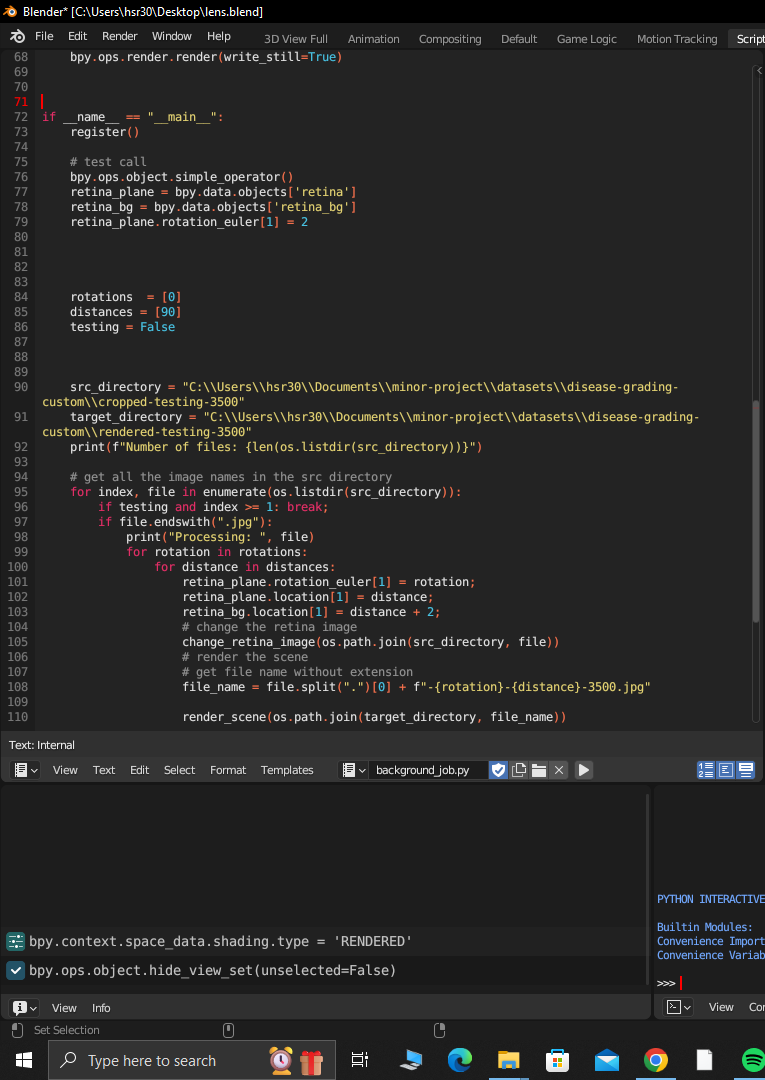 Blender* [C:\Users\hsr30\Desktop\lens.blend]
File Edit Render Window Help 3D View Full Animation Compositing Default Game Logic Motion Tracking Script
68 bpy.ops.render.render(write_still=True)
69
70
71
72 if __name__ == "__main__":
73 register()
74
75 # test call
76 bpy.ops.object.simple_operator()
77 retina_plane = bpy.data.objects['retina']
78 retina_bg = bpy.data.objects['retina_bg']
79 retina_plane.rotation_euler[1] = 2
80
81
82
83
84 rotations  = [0]
85 distances = [90]
86 testing = False
87
88
89
90 src_directory = "C:\\Users\\hsr30\\Documents\\minor-project\\datasets\\disease-grading-
custom\\cropped-testing-3500"
91 target_directory = "C:\\Users\\hsr30\\Documents\\minor-project\\datasets\\disease-grading-
custom\\rendered-testing-3500"
92 print(f"Number of files: {len(os.listdir(src_directory))}")
93
94 # get all the image names in the src directory
95 for index, file in enumerate(os.listdir(src_directory)):
96 if testing and index >= 1: break;
97 if file.endswith(".jpg"):
98 print("Processing: ", file)
99 for rotation in rotations:
100 for distance in distances:
101 retina_plane.rotation_euler[1] = rotation;
102 retina_plane.location[1] = distance;
103 retina_bg.location[1] = distance + 2;
104 # change the retina image
105 change_retina_image(os.path.join(src_directory, file))
106 # render the scene
107 # get file name without extension
108 file_name = file.split(".")[0] + f"-{rotation}-{distance}-3500.jpg"
109
110 render_scene(os.path.join(target_directory, file_name))
Text: Internal
View Text Edit Select Format Templates background_job.py
PYTHON INTERACTIVE
Builtin Modules:
Convenience Import
Convenience Variab
>>>
bpy.context.space_data.shading.type = 'RENDERED'
bpy.ops.object.hide_view_set(unselected=False)
View Info
View Co
Set Selection
Type here to search